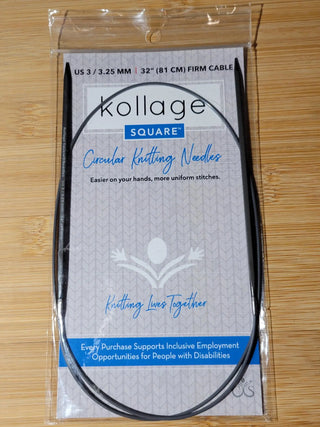 US 3 / 3.25 MM | 32" (81 CM) FIRM CABLE
kollage
SQUARE™
Circular Knitting Needles
Easier on your hands, more uniform stitches.
Knitting Lives Together
Every Purchase Supports Inclusive Employment
Opportunities for People with Disabilities